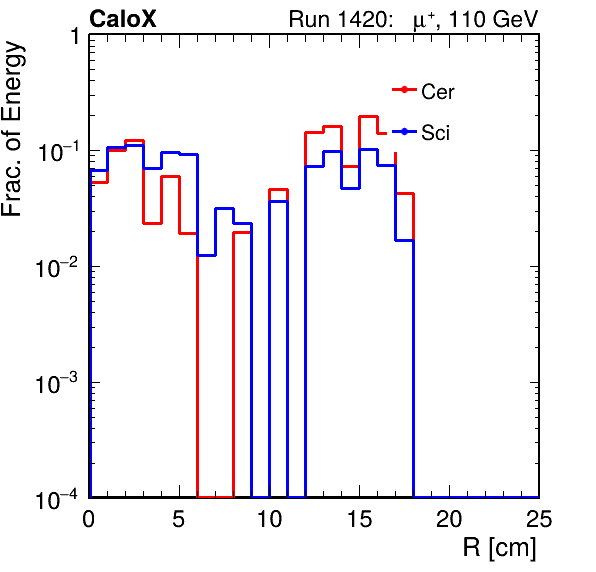 CaloX Run 1420: μ⁺, 110 GeV
Frac. of Energy
1
10⁻¹
10⁻²
10⁻³
10⁻⁴
Cer
Sci
0 5 10 15 20 25
R [cm]